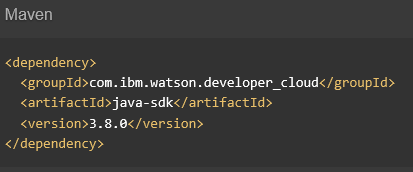 Maven
<dependency>
  <groupId>com.ibm.watson.developer_cloud</groupId>
  <artifactId>java-sdk</artifactId>
  <version>3.8.0</version>
</dependency>